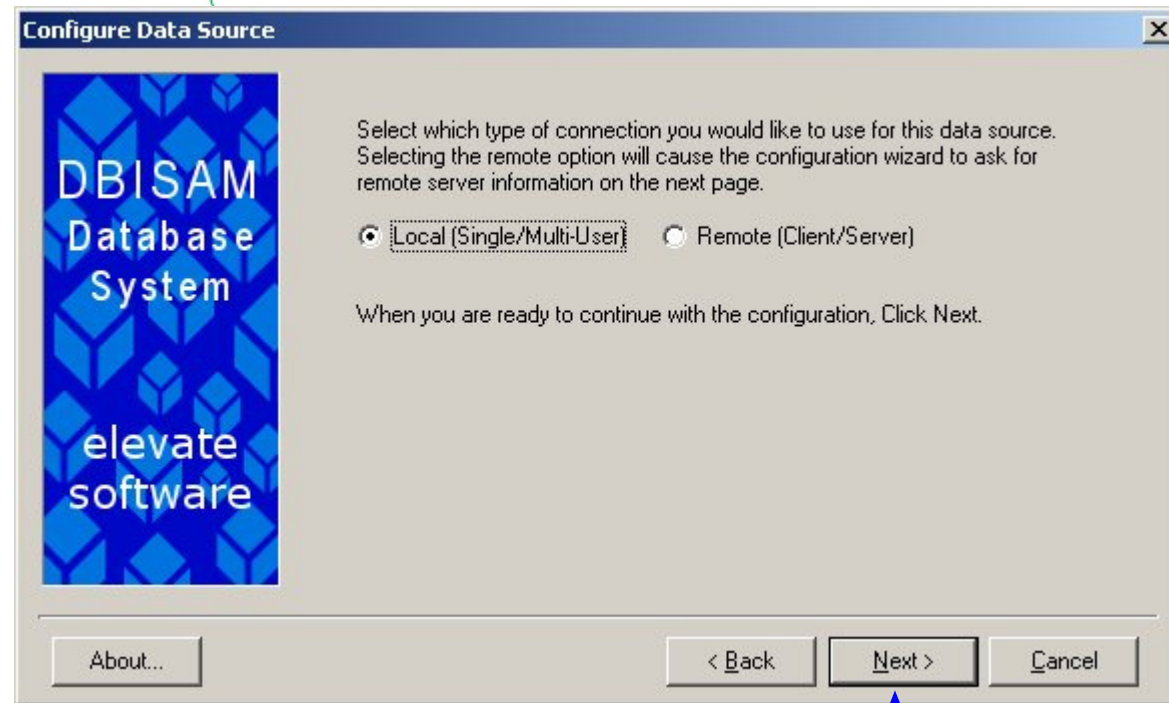 Configure Data Source
DBISAM
Database
System
elevate
software
Select which type of connection you would like to use for this data source.
Selecting the remote option will cause the configuration wizard to ask for
remote server information on the next page.
Local (Single/Multi-User)
Remote (Client/Server)
When you are ready to continue with the configuration, Click Next.
About...
< Back
Next >
Cancel